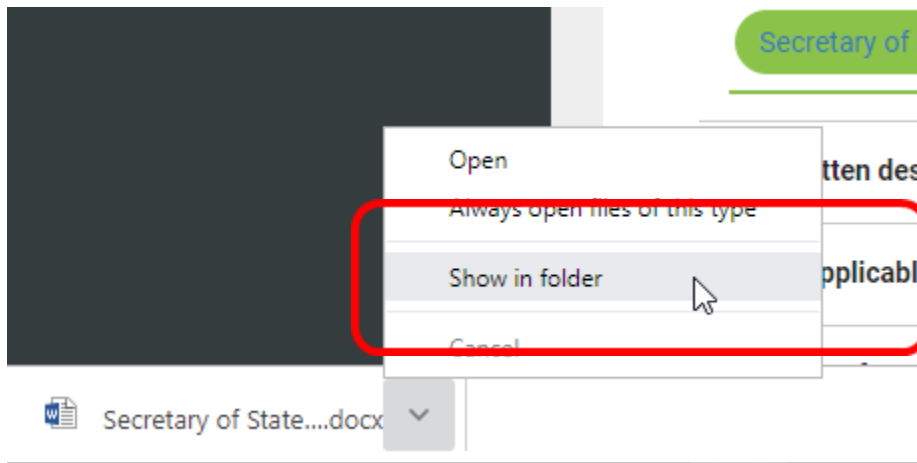 Secretary of
Open
tten des
Always open files of this type
Show in folder
pplicabl
Cancel
Secretary of State....docx